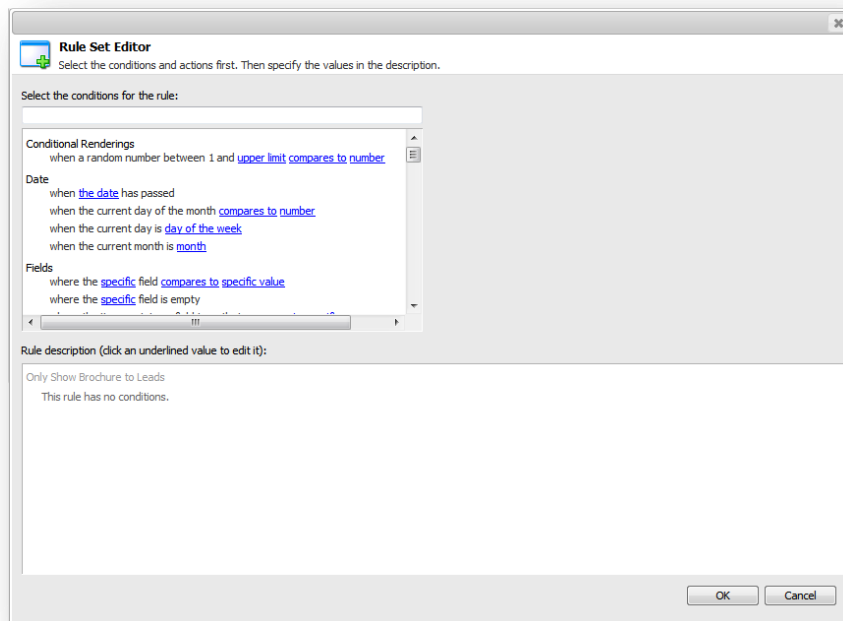 Rule Set Editor
Select the conditions and actions first. Then specify the values in the description.
Select the conditions for the rule:
Conditional Renderings
when a random number between 1 and upper limit compares to number
Date
when the date has passed
when the current day of the month compares to number
when the current day is day of the week
when the current month is month
Fields
where the specific field compares to specific value
where the specific field is empty
Rule description (click an underlined value to edit it):
Only Show Brochure to Leads
This rule has no conditions.
OK Cancel